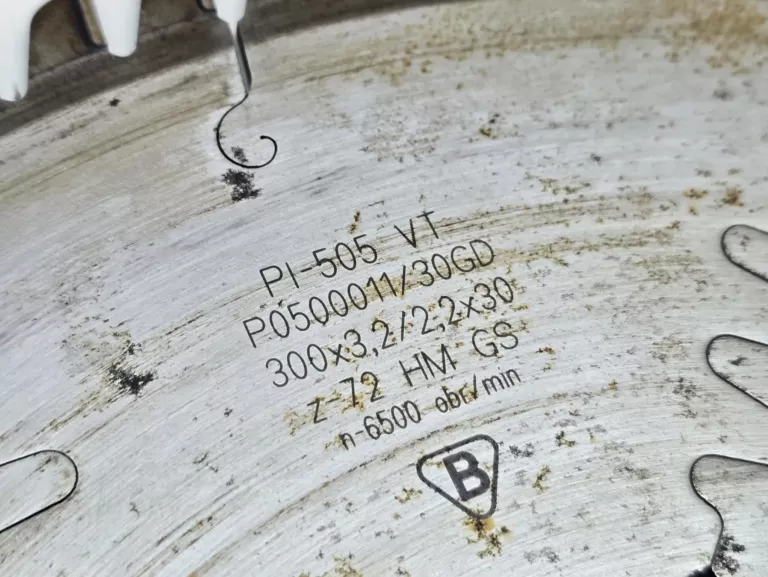 PI-505 VT
P0500011/30GD
300x3,2/2,2x30
z-72 HM GS
n-6500 obr/min
B